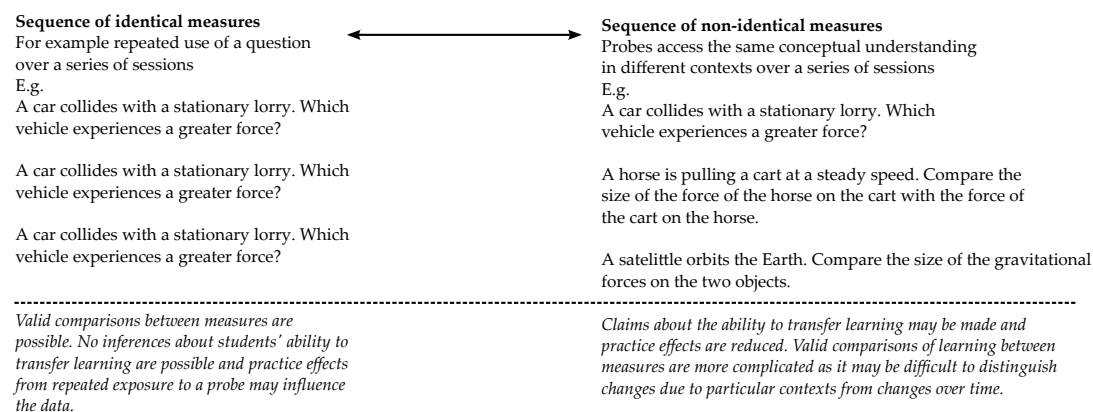 Sequence of identical measures
For example repeated use of a question
over a series of sessions
E.g.
A car collides with a stationary lorry. Which
vehicle experiences a greater force?
A car collides with a stationary lorry. Which
vehicle experiences a greater force?
A car collides with a stationary lorry. Which
vehicle experiences a greater force?
Valid comparisons between measures are
possible. No inferences about students' ability to
transfer learning are possible and practice effects
from repeated exposure to a probe may influence
the data.
Sequence of non-identical measures
Probes access the same conceptual understanding
in different contexts over a series of sessions
E.g.
A car collides with a stationary lorry. Which
vehicle experiences a greater force?
A horse is pulling a cart at a steady speed. Compare the
size of the force of the horse on the cart with the force of
the cart on the horse.
A satelittle orbits the Earth. Compare the size of the gravitational
forces on the two objects.
Claims about the ability to transfer learning may be made and
practice effects are reduced. Valid comparisons of learning between
measures are more complicated as it may be difficult to distinguish
changes due to particular contexts from changes over time.